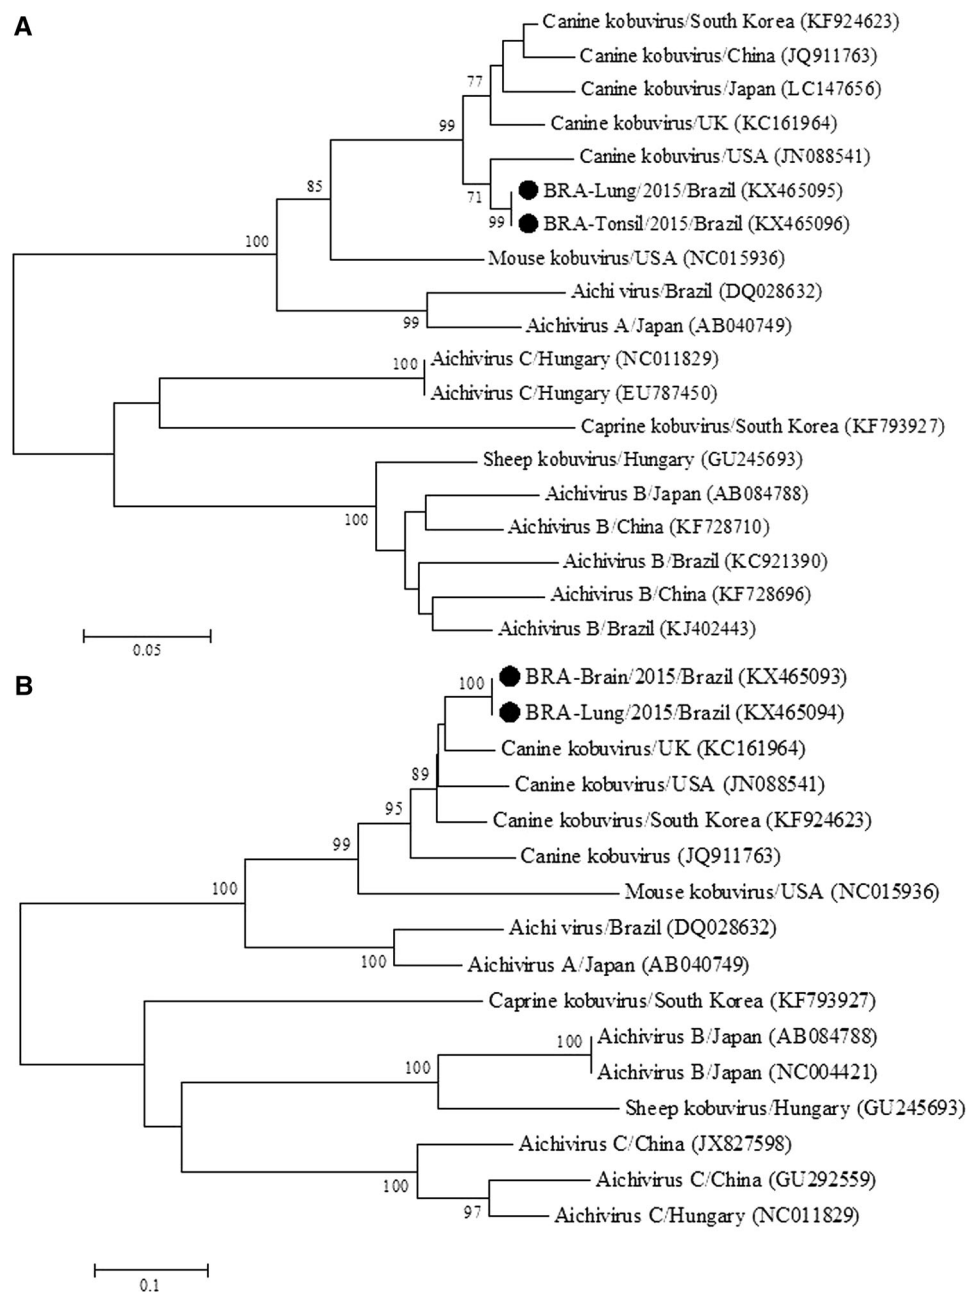 A
Canine kobuvirus/South Korea (KF924623)
Canine kobuvirus/China (JQ911763)
77
Canine kobuvirus/Japan (LC147656)
99
Canine kobuvirus/UK (KC161964)
Canine kobuvirus/USA (JN088541)
85
BRA-Lung/2015/Brazil (KX465095)
71
99
BRA-Tonsil/2015/Brazil (KX465096)
100
Mouse kobuvirus/USA (NC015936)
Aichi virus/Brazil (DQ028632)
99
Aichivirus A/Japan (AB040749)
100
Aichivirus C/Hungary (NC011829)
Aichivirus C/Hungary (EU787450)
Caprine kobuvirus/South Korea (KF793927)
Sheep kobuvirus/Hungary (GU245693)
Aichivirus B/Japan (AB084788)
100
Aichivirus B/China (KF728710)
Aichivirus B/Brazil (KC921390)
Aichivirus B/China (KF728696)
Aichivirus B/Brazil (KJ402443)
0.05
B
100
BRA-Brain/2015/Brazil (KX465093)
BRA-Lung/2015/Brazil (KX465094)
Canine kobuvirus/UK (KC161964)
89
Canine kobuvirus/USA (JN088541)
95
Canine kobuvirus/South Korea (KF924623)
99
Canine kobuvirus (JQ911763)
100
Mouse kobuvirus/USA (NC015936)
Aichi virus/Brazil (DQ028632)
100
Aichivirus A/Japan (AB040749)
Caprine kobuvirus/South Korea (KF793927)
100
Aichivirus B/Japan (AB084788)
100
Aichivirus B/Japan (NC004421)
Sheep kobuvirus/Hungary (GU245693)
Aichivirus C/China (JX827598)
100
Aichivirus C/China (GU292559)
97
Aichivirus C/Hungary (NC011829)
0.1